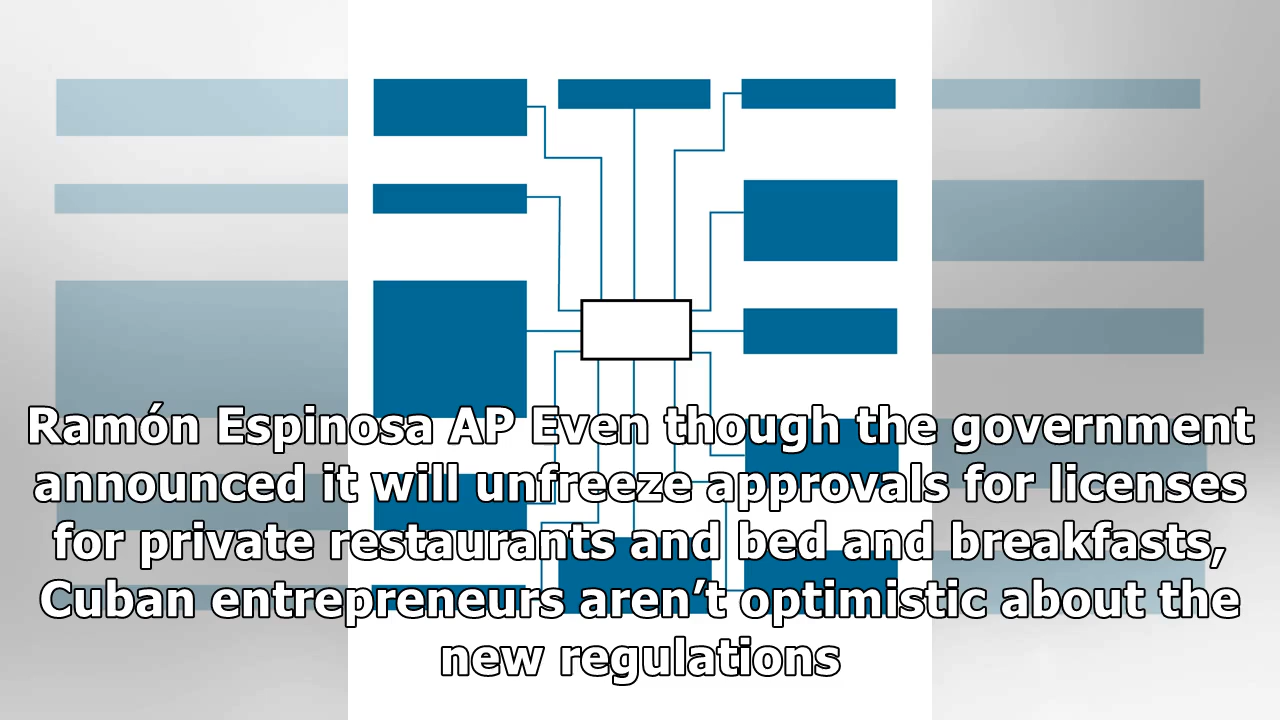 Ramón Espinosa AP Even though the government
announced it will unfreeze approvals for licenses
for private restaurants and bed and breakfasts,
Cuban entrepreneurs aren’t optimistic about the
new regulations